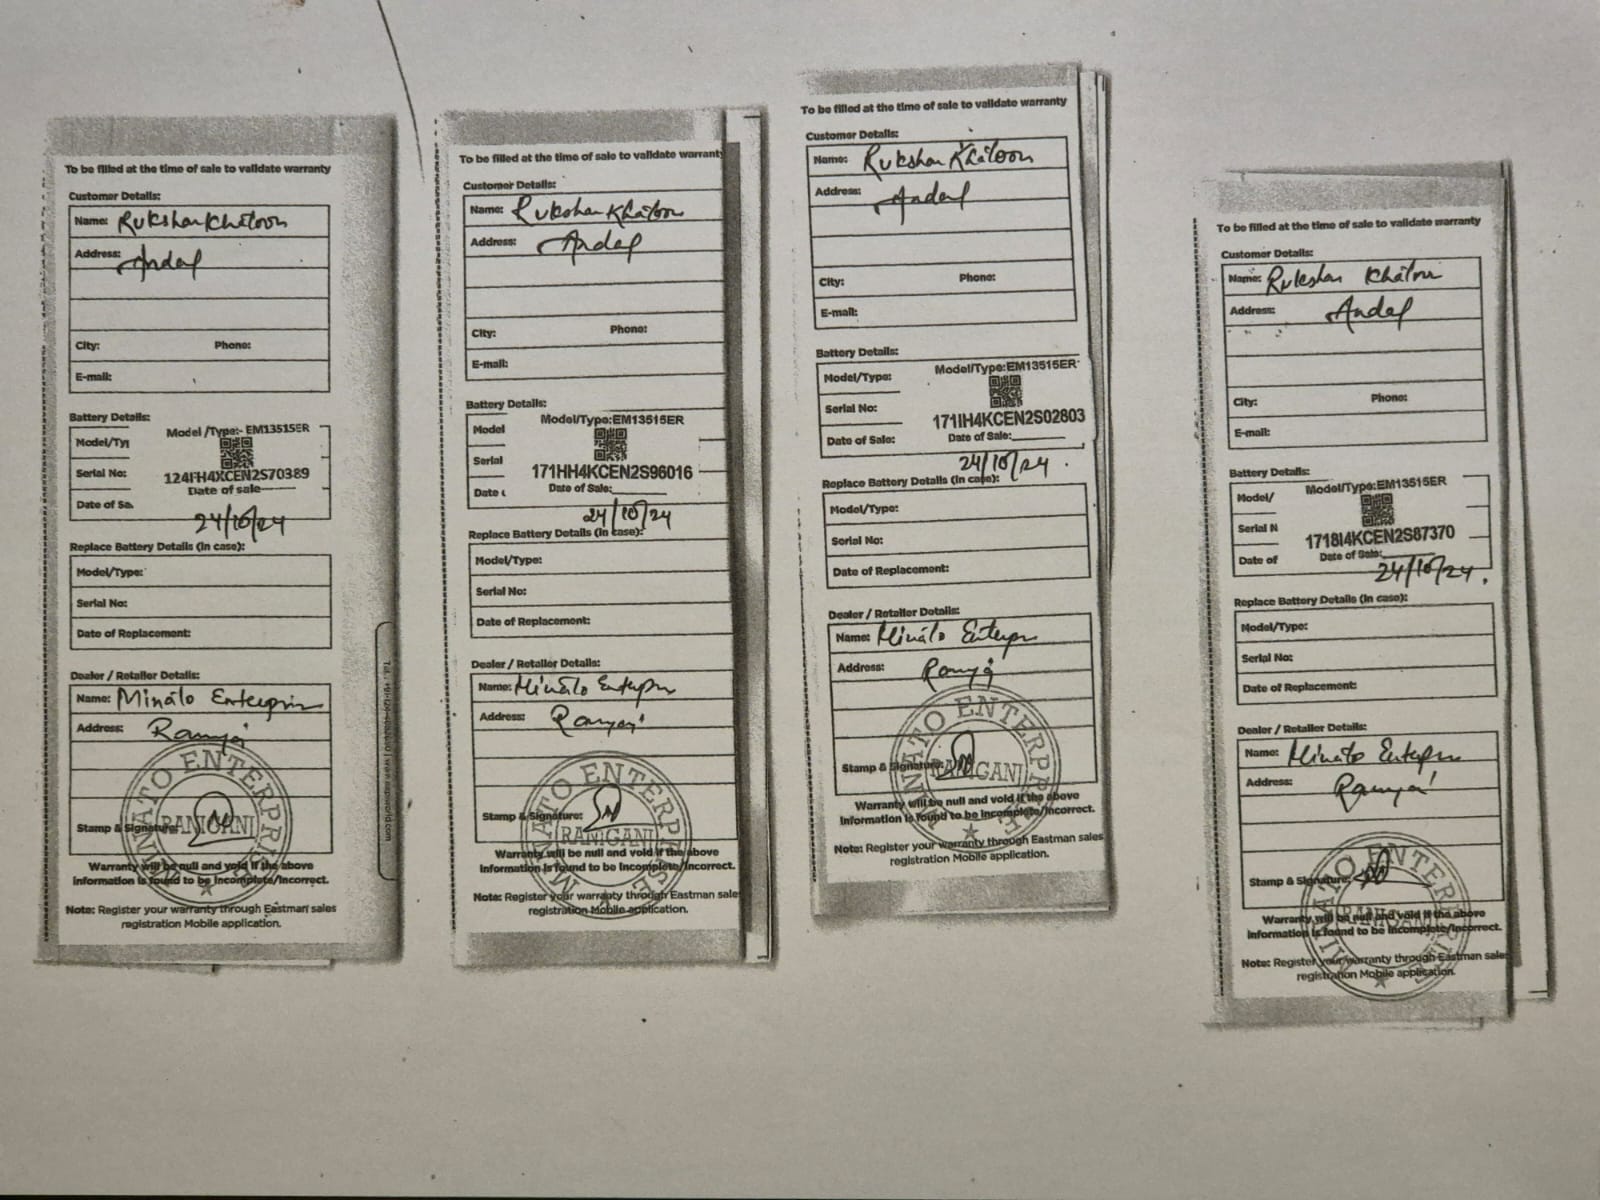 To be filled at the time of sale to validate warranty
Customer Details:
Name: Rukshar Khatoon
Address: Andal
City: Phone:
E-mail:
Battery Details:
Model/Ty Model /Type:- EM13515ER
Serial No: 124FH4XCEN2S70389
Date of Sa Date of sale
24/10/24
Replace Battery Details (In case):
Model/Type:
Serial No:
Date of Replacement:
Dealer / Retailer Details:
Name: Minato Enterprise
Address:
Stamp & Signature:
MINATO ENTERPRISE
RANIGANJ
Warranty will be null and void if the above
information is found to be Incomplete/Incorrect.
Note: Register your warranty through Eastman sales
registration Mobile application.
To be filled at the time of sale to validate warranty
Customer Details:
Name: Rukshar Khatoon
Address: Andal
City: Phone:
E-mail:
Battery Details:
Model Model/Type:EM13515ER
Serial 171HH4KCEN2S96016
Date Date of Sale:
24/10/24
Replace Battery Details (In case):
Model/Type:
Serial No:
Date of Replacement:
Dealer / Retailer Details:
Name: Minato Enterprise
Address:
Stamp & Signature:
MINATO ENTERPRISE
RANIGANJ
Warranty will be null and void if the above
information is found to be Incomplete/Incorrect.
Note: Register your warranty through Eastman sale
registration Mobile application.
To be filled at the time of sale to validate warranty
Customer Details:
Name: Rukshar Khatoon
Address: Andal
City: Phone:
E-mail:
Battery Details:
Model/Type: Model/Type:EM13515ER
Serial No: 171IH4KCEN2S02803
Date of Sale: Date of Sale:
24/10/24
Replace Battery Details (In case):
Model/Type:
Serial No:
Date of Replacement:
Dealer / Retailer Details:
Name: Minato Enterprise
Address:
Stamp & Signature:
MINATO ENTERPRISE
RANIGANJ
Warranty will be null and void if the above
information is found to be Incomplete/Incorrect.
Note: Register your warranty through Eastman sales
registration Mobile application.
To be filled at the time of sale to validate warranty
Customer Details:
Name: Rukshar Khatoon
Address: Andal
City: Phone:
E-mail:
Battery Details:
Model/ Model/Type:EM13515ER
Serial N 1718I4KCEN2S87370
Date of Date of Sale:
24/10/24
Replace Battery Details (In case):
Model/Type:
Serial No:
Date of Replacement:
Dealer / Retailer Details:
Name: Minato Enterprise
Address:
Stamp & Signature:
MINATO ENTERPRISE
RANIGANJ
Warranty will be null and void if the above
information is found to be Incomplete/Incorrect.
Note: Register your warranty through Eastman sale
registration Mobile application.